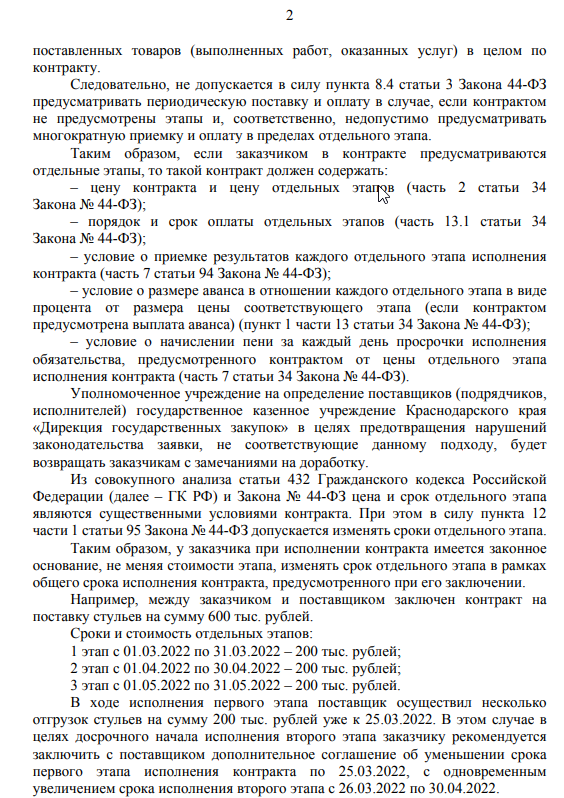 2
поставленных товаров (выполненных работ, оказанных услуг) в целом по
контракту.
Следовательно, не допускается в силу пункта 8.4 статьи 3 Закона 44-ФЗ
предусматривать периодическую поставку и оплату в случае, если контрактом
не предусмотрены этапы и, соответственно, недопустимо предусматривать
многократную приемку и оплату в пределах отдельного этапа.
Таким образом, если заказчиком в контракте предусматриваются
отдельные этапы, то такой контракт должен содержать:
– цену контракта и цену отдельных этапов (часть 2 статьи 34
Закона № 44-ФЗ);
– порядок и срок оплаты отдельных этапов (часть 13.1 статьи 34
Закона № 44-ФЗ);
– условие о приемке результатов каждого отдельного этапа исполнения
контракта (часть 7 статьи 94 Закона № 44-ФЗ);
– условие о размере аванса в отношении каждого отдельного этапа в виде
процента от размера цены соответствующего этапа (если контрактом
предусмотрена выплата аванса) (пункт 1 части 13 статьи 34 Закона № 44-ФЗ);
– условие о начислении пени за каждый день просрочки исполнения
обязательства, предусмотренного контрактом от цены отдельного этапа
исполнения контракта (часть 7 статьи 34 Закона № 44-ФЗ).
Уполномоченное учреждение на определение поставщиков (подрядчиков,
исполнителей) государственное казенное учреждение Краснодарского края
«Дирекция государственных закупок» в целях предотвращения нарушений
законодательства заявки, не соответствующие данному подходу, будет
возвращать заказчикам с замечаниями на доработку.
Из совокупного анализа статьи 432 Гражданского кодекса Российской
Федерации (далее – ГК РФ) и Закона № 44-ФЗ цена и срок отдельного этапа
являются существенными условиями контракта. При этом в силу пункта 12
части 1 статьи 95 Закона № 44-ФЗ допускается изменять сроки отдельного этапа.
Таким образом, у заказчика при исполнении контракта имеется законное
основание, не меняя стоимости этапа, изменять срок отдельного этапа в рамках
общего срока исполнения контракта, предусмотренного при его заключении.
Например, между заказчиком и поставщиком заключен контракт на
поставку стульев на сумму 600 тыс. рублей.
Сроки и стоимость отдельных этапов:
1 этап с 01.03.2022 по 31.03.2022 – 200 тыс. рублей;
2 этап с 01.04.2022 по 30.04.2022 – 200 тыс. рублей;
3 этап с 01.05.2022 по 31.05.2022 – 200 тыс. рублей.
В ходе исполнения первого этапа поставщик осуществил несколько
отгрузок стульев на сумму 200 тыс. рублей уже к 25.03.2022. В этом случае в
целях досрочного начала исполнения второго этапа заказчику рекомендуется
заключить с поставщиком дополнительное соглашение об уменьшении срока
первого этапа исполнения контракта по 25.03.2022, с одновременным
увеличением срока исполнения второго этапа с 26.03.2022 по 30.04.2022.